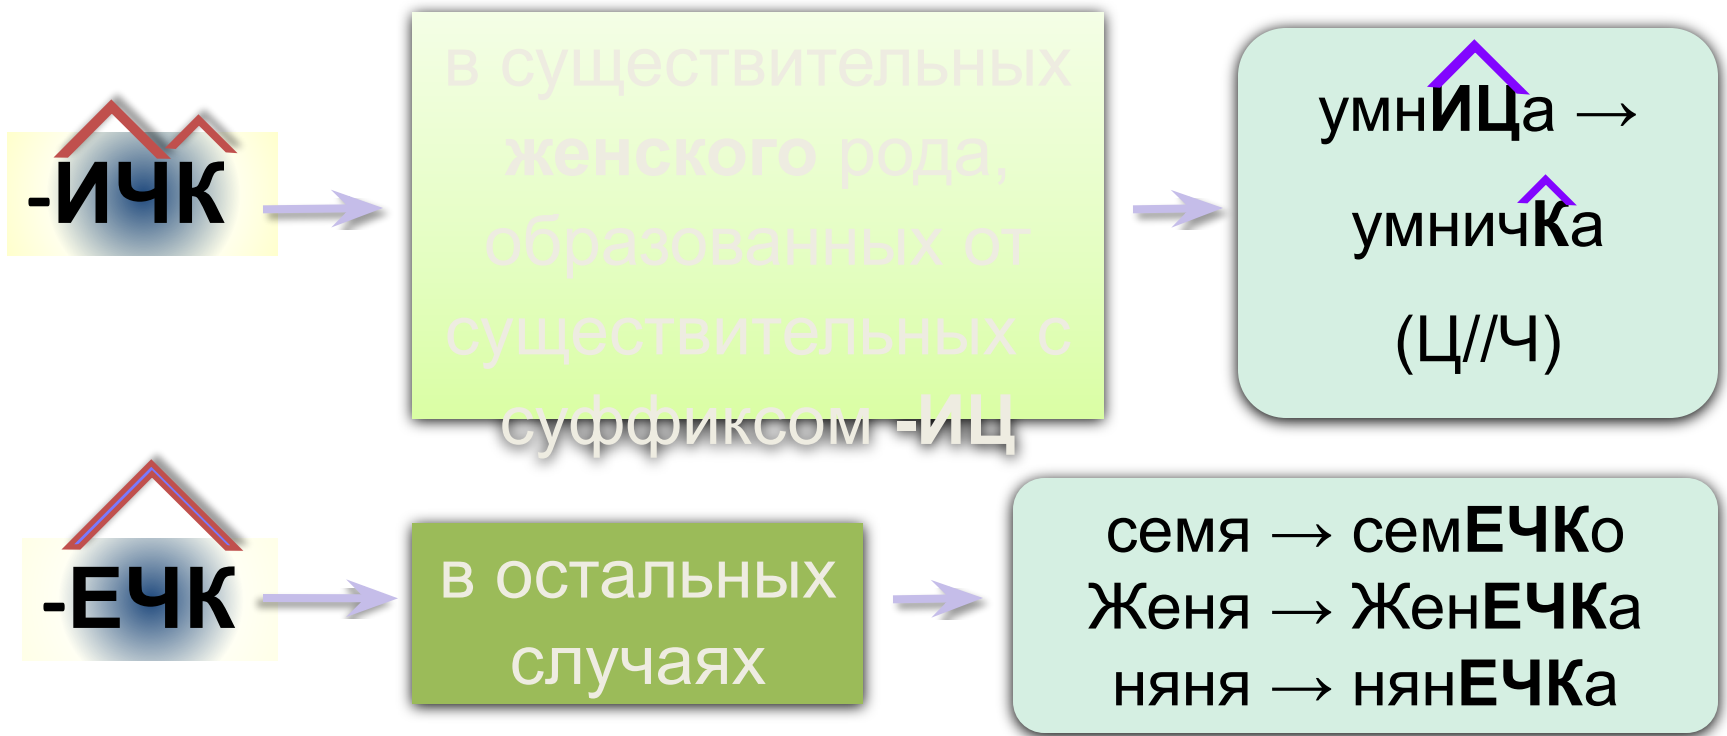 -ИЧК
в существительных
женского рода,
образованных от
существительных с
суффиксом -ИЦ
умнИЦа →
умничКа
(Ц//Ч)
-ЕЧК
в остальных
случаях
семя → семЕЧКо
Женя → ЖенЕЧКа
няня → нянЕЧКа